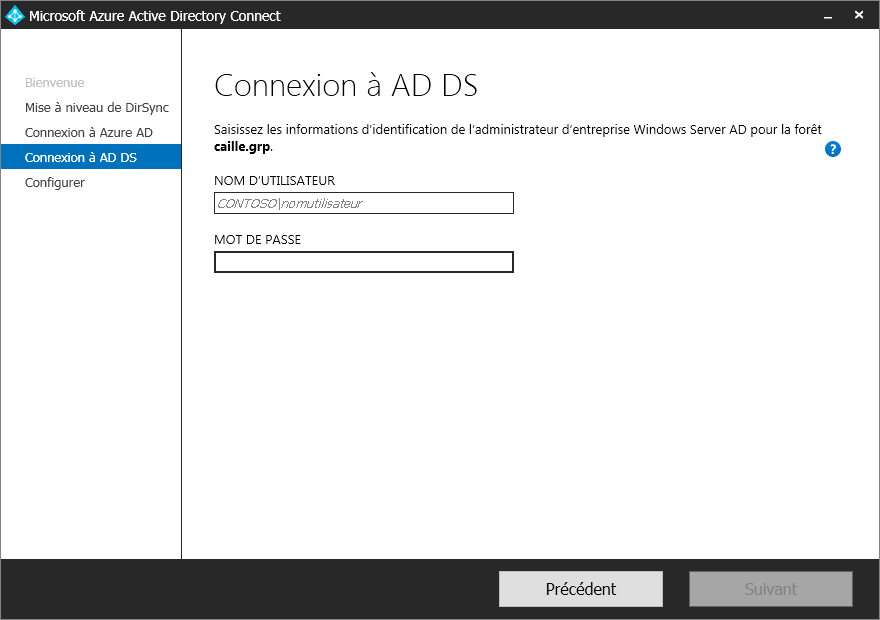 Microsoft Azure Active Directory Connect
Bienvenue
Mise à niveau de DirSync
Connexion à Azure AD
Connexion à AD DS
Configurer
Connexion à AD DS
Saisissez les informations d'identification de l'administrateur d'entreprise Windows Server AD pour la forêt
caille.grp.
?
NOM D'UTILISATEUR
CONTOSO\nomutilisateur
MOT DE PASSE
Précédent
Suivant